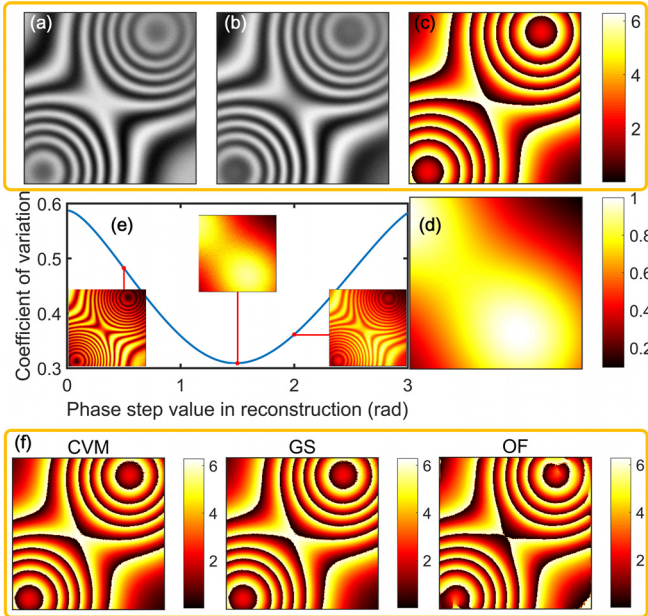 (a)
(b)
(c)
6
4
2
0.6
0.5
0.4
0.3
Coefficient of variation
(e)
0
1
2
3
Phase step value in reconstruction (rad)
(d)
1
0.8
0.6
0.4
0.2
(f)
CVM
GS
OF
6
4
2
6
4
2
6
4
2